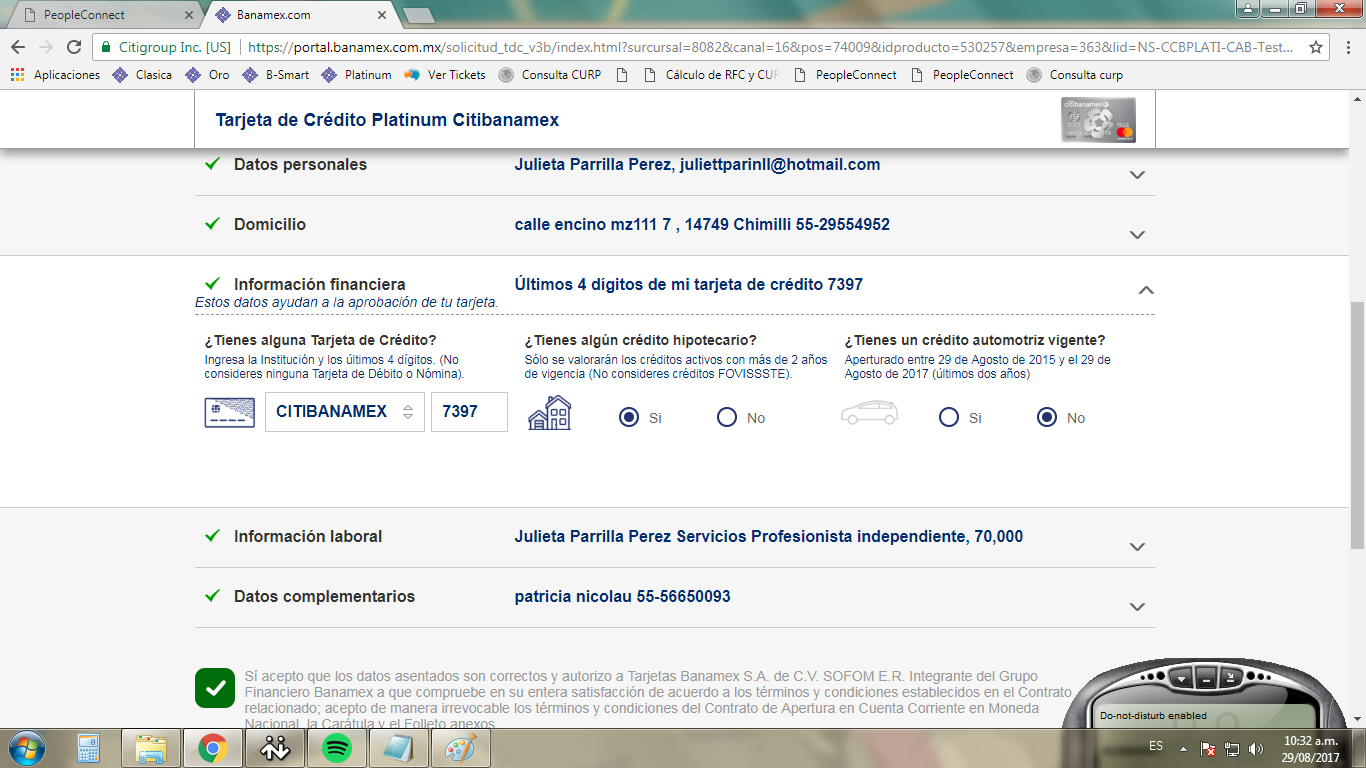 PeopleConnect
Banamex.com
Citigroup Inc. [US]
https://portal.banamex.com.mx/solicitud_tdc_v3b/index.html?surcursal=8082&canal=16&pos=74009&idproducto=530257&empresa=363&lid=NS-CCBPLATI-CAB-Test...
Aplicaciones Clasica Oro B-Smart Platinum Ver Tickets Consulta CURP Cálculo de RFC y CUR PeopleConnect PeopleConnect Consulta curp
Tarjeta de Crédito Platinum Citibanamex
citibanamex
Datos personales Julieta Parrilla Perez, juliettparinll@hotmail.com
Domicilio calle encino mz111 7 , 14749 Chimilli 55-29554952
Información financiera Últimos 4 dígitos de mi tarjeta de crédito 7397
Estos datos ayudan a la aprobación de tu tarjeta.
¿Tienes alguna Tarjeta de Crédito?
Ingresa la Institución y los últimos 4 dígitos. (No
consideres ninguna Tarjeta de Débito o Nómina).
CITIBANAMEX 7397
¿Tienes algún crédito hipotecario?
Sólo se valorarán los créditos activos con más de 2 años
de vigencia (No consideres créditos FOVISSSTE).
Si No
¿Tienes un crédito automotriz vigente?
Aperturado entre 29 de Agosto de 2015 y el 29 de
Agosto de 2017 (últimos dos años)
Si No
Información laboral Julieta Parrilla Perez Servicios Profesionista independiente, 70,000
Datos complementarios patricia nicolau 55-56650093
Sí acepto que los datos asentados son correctos y autorizo a Tarjetas Banamex S.A. de C.V. SOFOM E.R. Integrante del Grupo
Financiero Banamex a que compruebe en su entera satisfacción de acuerdo a los términos y condiciones establecidos en el Contrato
relacionado; acepto de manera irrevocable los términos y condiciones del Contrato de Apertura en Cuenta Corriente en Moneda
Nacional, la Carátula y el Folleto anexos
Do-not-disturb enabled
ES
10:32 a.m.
29/08/2017